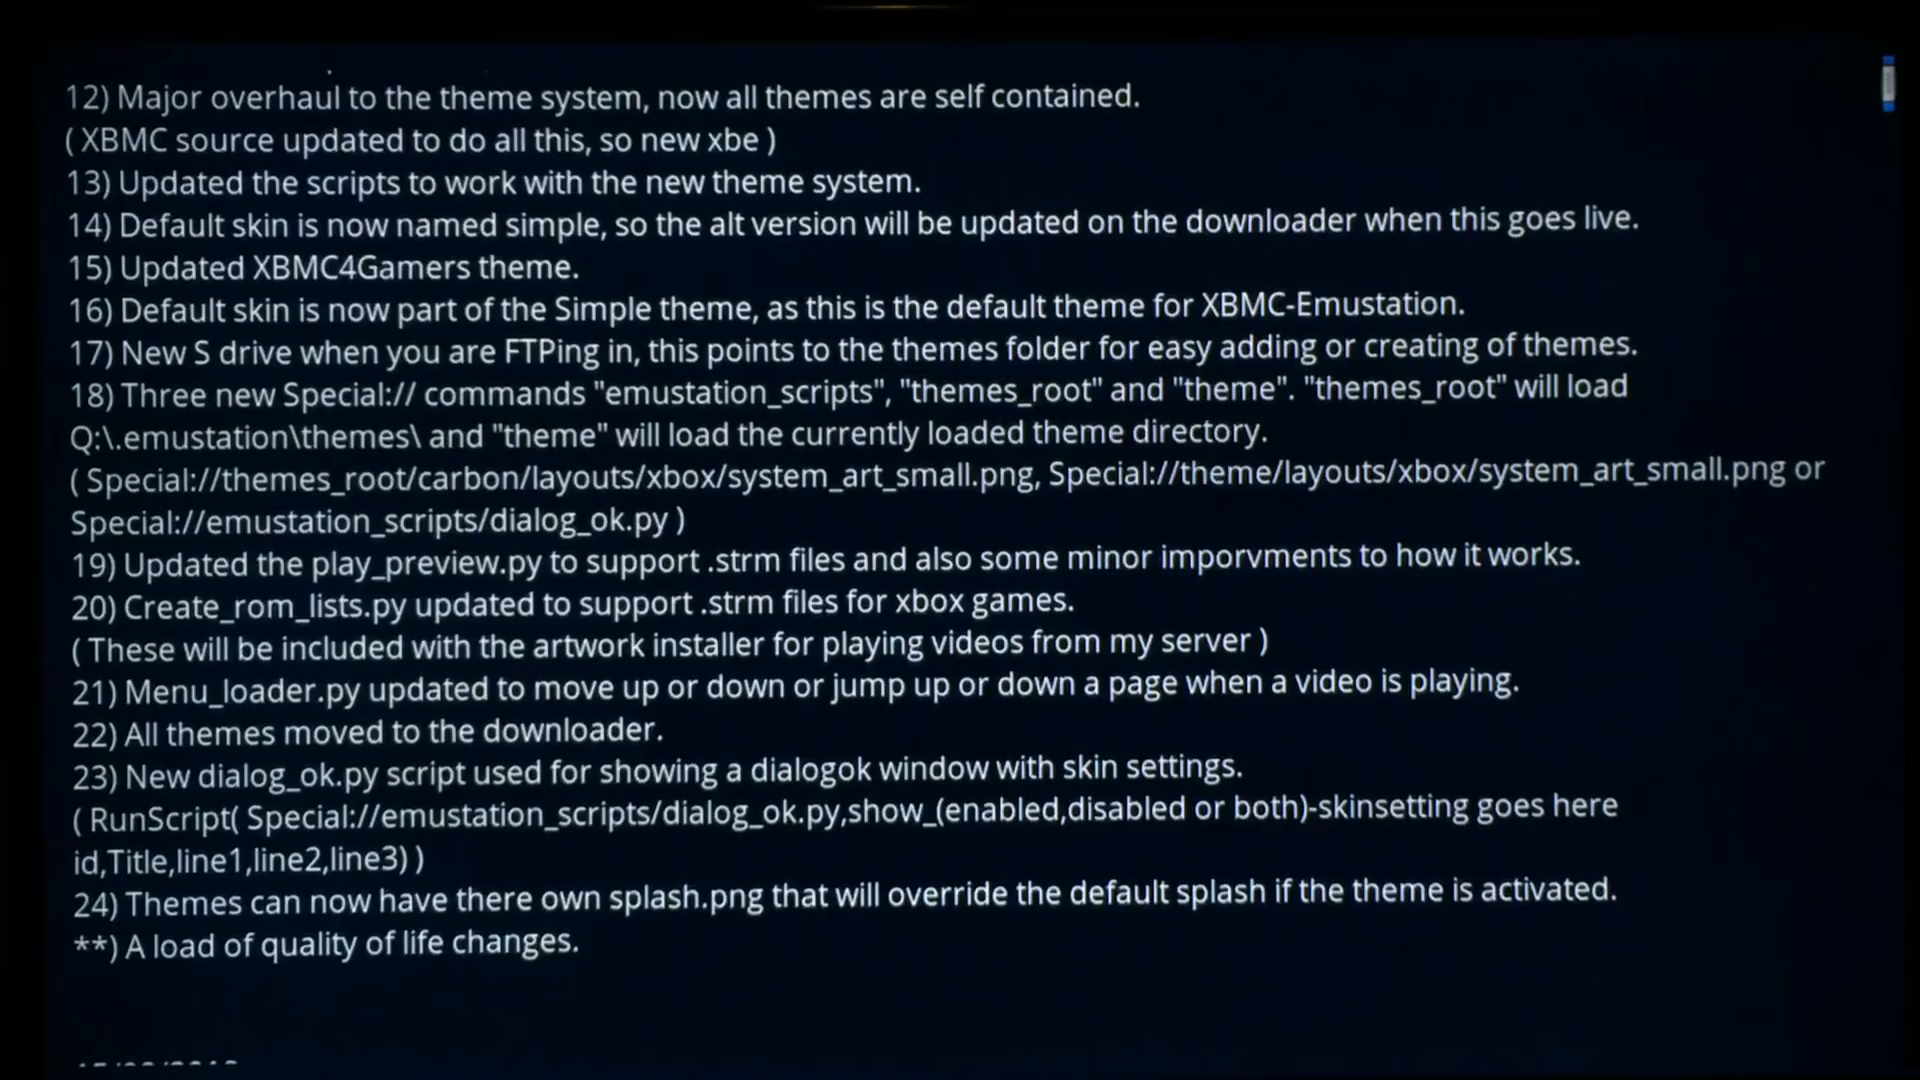 12) Major overhaul to the theme system, now all themes are self contained.
( XBMC source updated to do all this, so new xbe )
13) Updated the scripts to work with the new theme system.
14) Default skin is now named simple, so the alt version will be updated on the downloader when this goes live.
15) Updated XBMC4Gamers theme.
16) Default skin is now part of the Simple theme, as this is the default theme for XBMC-Emustation.
17) New S drive when you are FTPing in, this points to the themes folder for easy adding or creating of themes.
18) Three new Special:// commands "emustation_scripts", "themes_root" and "theme". "themes_root" will load
Q:\.emustation\themes\ and "theme" will load the currently loaded theme directory.
( Special://themes_root/carbon/layouts/xbox/system_art_small.png, Special://theme/layouts/xbox/system_art_small.png or
Special://emustation_scripts/dialog_ok.py )
19) Updated the play_preview.py to support .strm files and also some minor imporvments to how it works.
20) Create_rom_lists.py updated to support .strm files for xbox games.
( These will be included with the artwork installer for playing videos from my server )
21) Menu_loader.py updated to move up or down or jump up or down a page when a video is playing.
22) All themes moved to the downloader.
23) New dialog_ok.py script used for showing a dialogok window with skin settings.
( RunScript( Special://emustation_scripts/dialog_ok.py,show_(enabled,disabled or both)-skinsetting goes here
id,Title,line1,line2,line3) )
24) Themes can now have there own splash.png that will override the default splash if the theme is activated.
**) A load of quality of life changes.